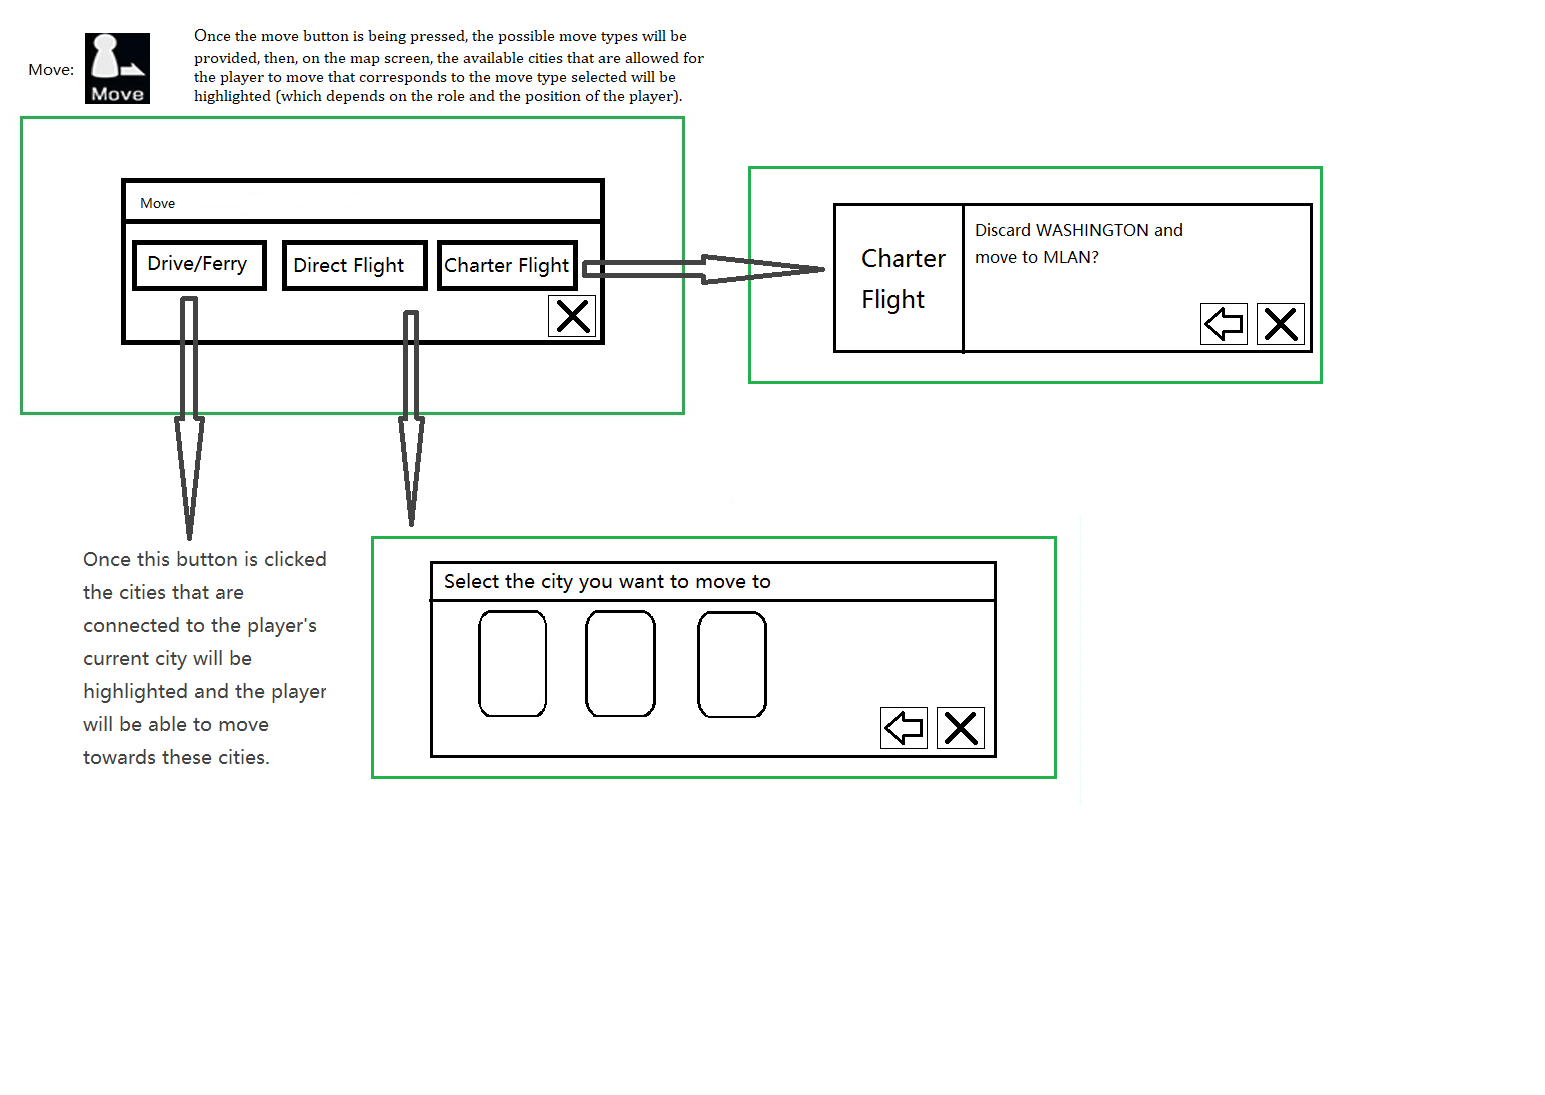 Move:
Move
Once the move button is being pressed, the possible move types will be
provided, then, on the map screen, the available cities that are allowed for
the player to move that corresponds to the move type selected will be
highlighted (which depends on the role and the position of the player).
Move
Drive/Ferry
Direct Flight
Charter Flight
Charter
Flight
Discard WASHINGTON and
move to MLAN?
Once this button is clicked
the cities that are
connected to the player's
current city will be
highlighted and the player
will be able to move
towards these cities.
Select the city you want to move to